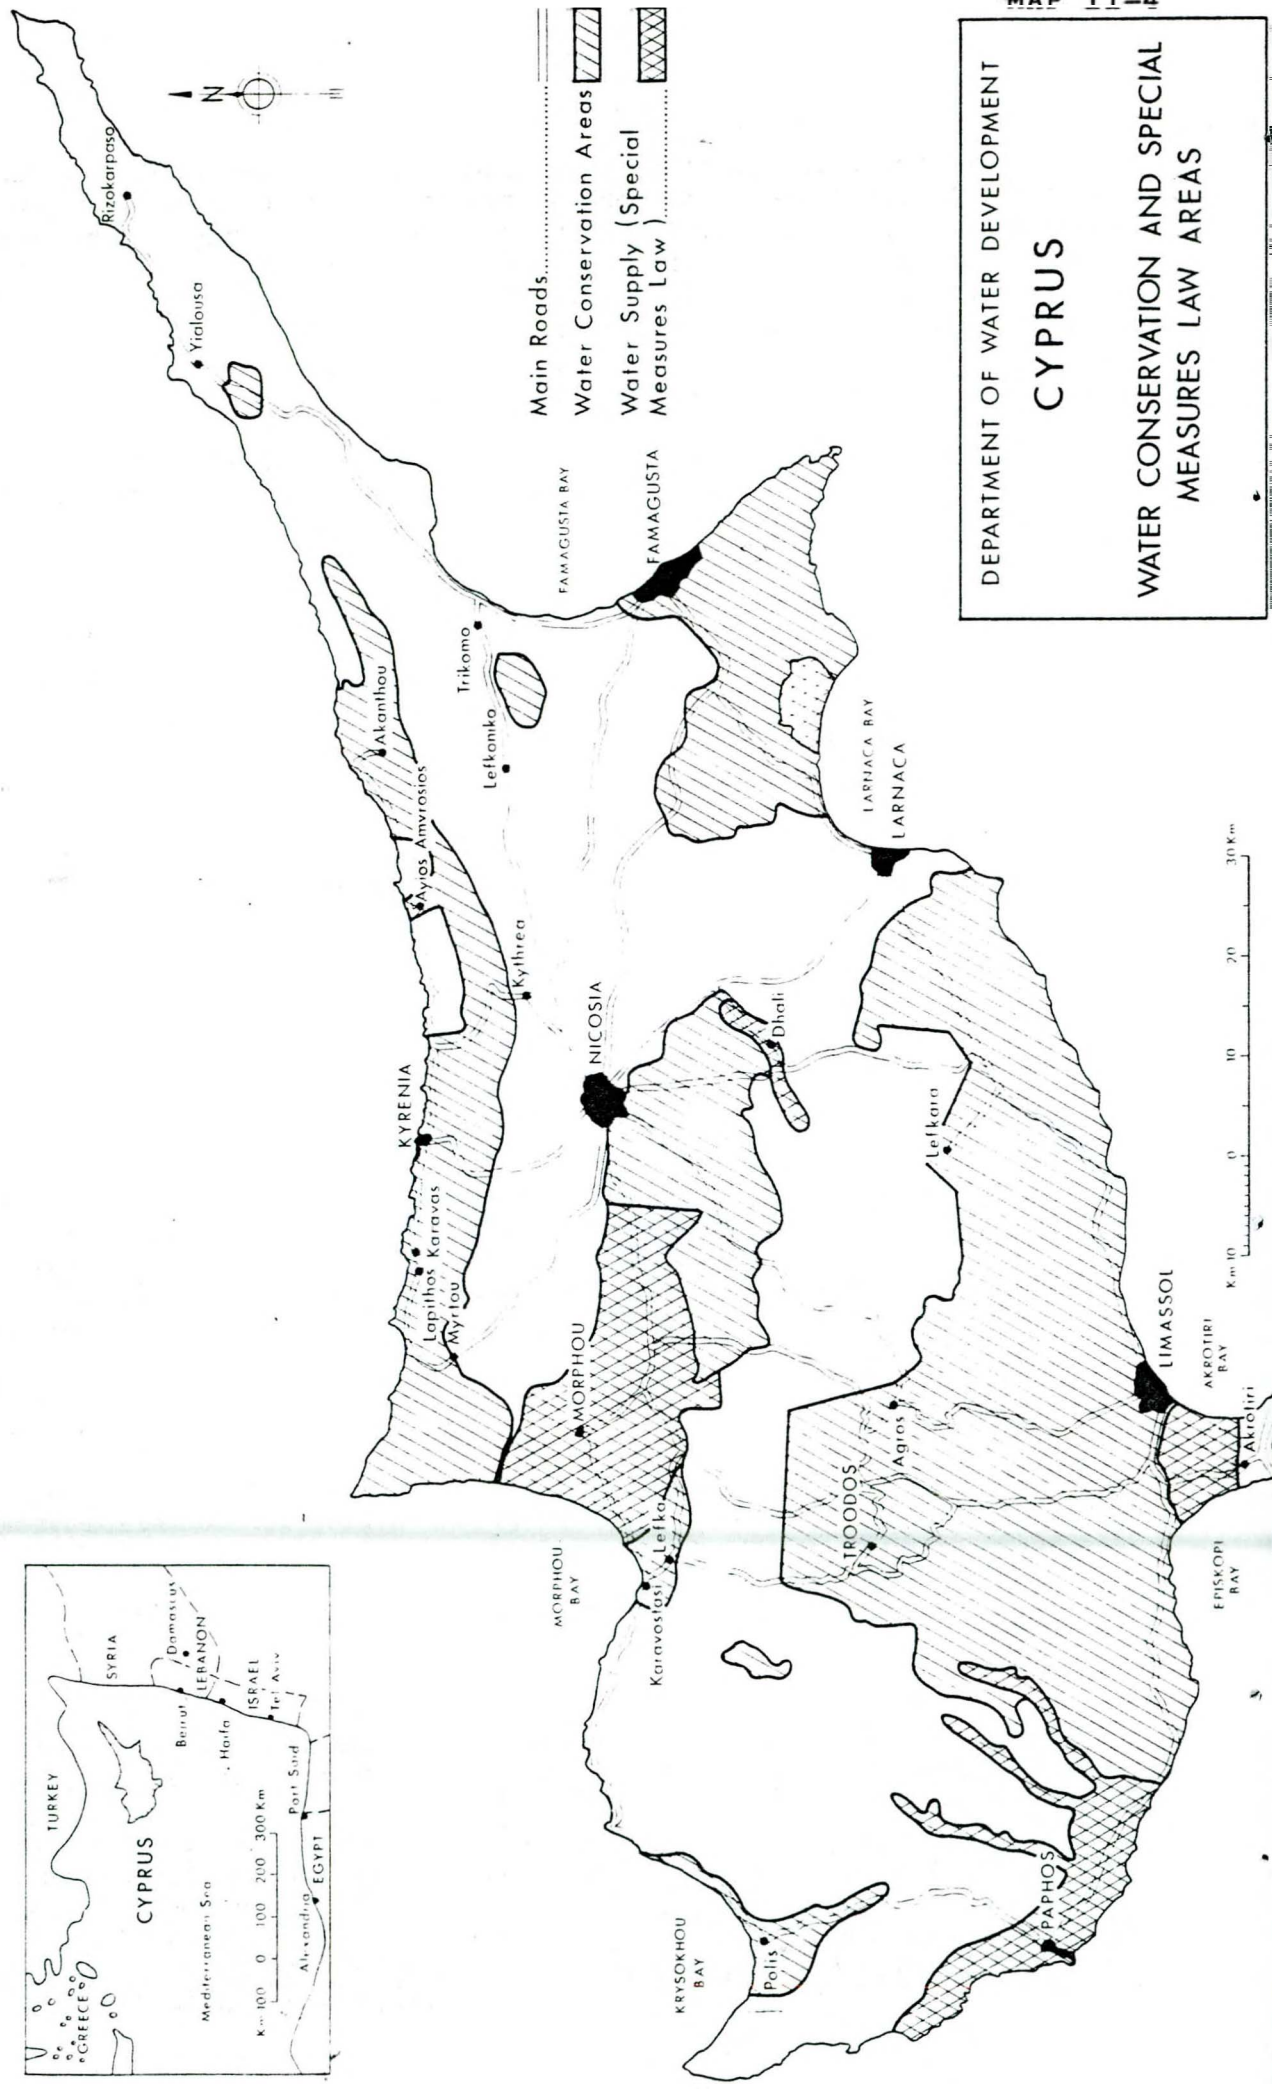 MAP 11-4
DEPARTMENT OF WATER DEVELOPMENT
CYPRUS
WATER CONSERVATION AND SPECIAL
MEASURES LAW AREAS
N
Main Roads
Water Conservation Areas
Water Supply (Special
Measures Law )
TURKEY
GREECE
CYPRUS
SYRIA
Damascus
Beirut
LEBANON
Haifa
ISRAEL
Tel Aviv
Port Said
Alexandria
EGYPT
Mediterranean Sea
Km 100 0 100 200 300 Km
Rizokarpaso
Yialousa
Akanthou
Ayios Amvrosios
Trikomo
Lefkoniko
Kythrea
KYRENIA
Karavas
Lapithos
Myrtou
FAMAGUSTA BAY
FAMAGUSTA
NICOSIA
MORPHOU
MORPHOU
BAY
Lefka
Karavostasi
Dhali
LARNACA BAY
LARNACA
Lefkara
TROODOS
Agros
KRYSOKHOU
BAY
Polis
PAPHOS
LIMASSOL
AKROTIRI
BAY
Akrotiri
EPISKOPI
BAY
Km 10 0 10 20 30 Km